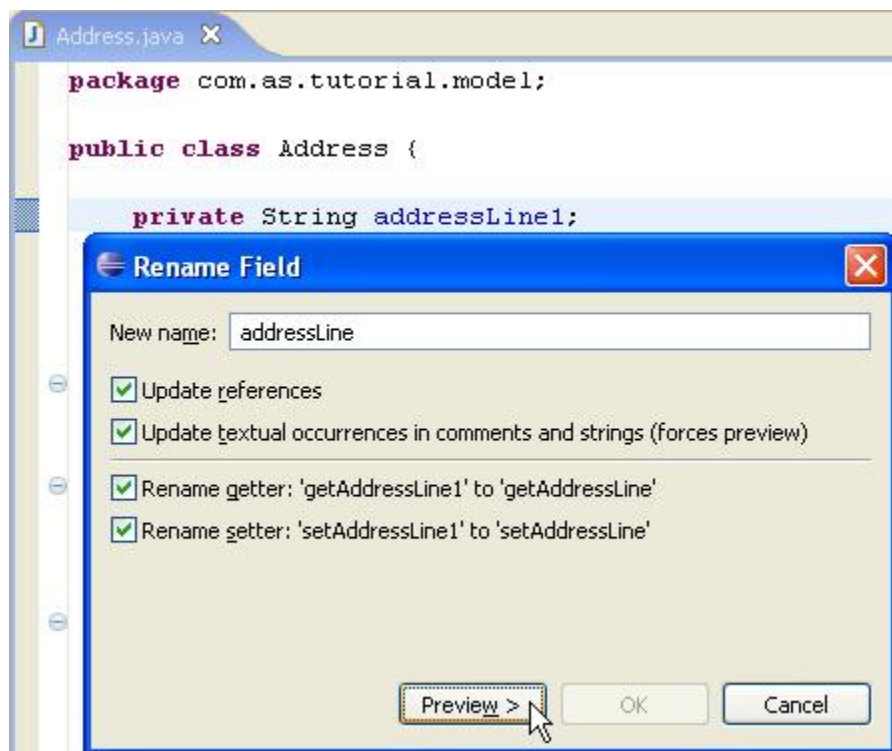 Address.java
package com.as.tutorial.model;
public class Address {
private String addressLine1;
Rename Field
New name: addressLine
Update references
Update textual occurrences in comments and strings (forces preview)
Rename getter: 'getAddressLine1' to 'getAddressLine'
Rename setter: 'setAddressLine1' to 'setAddressLine'
Preview > OK Cancel